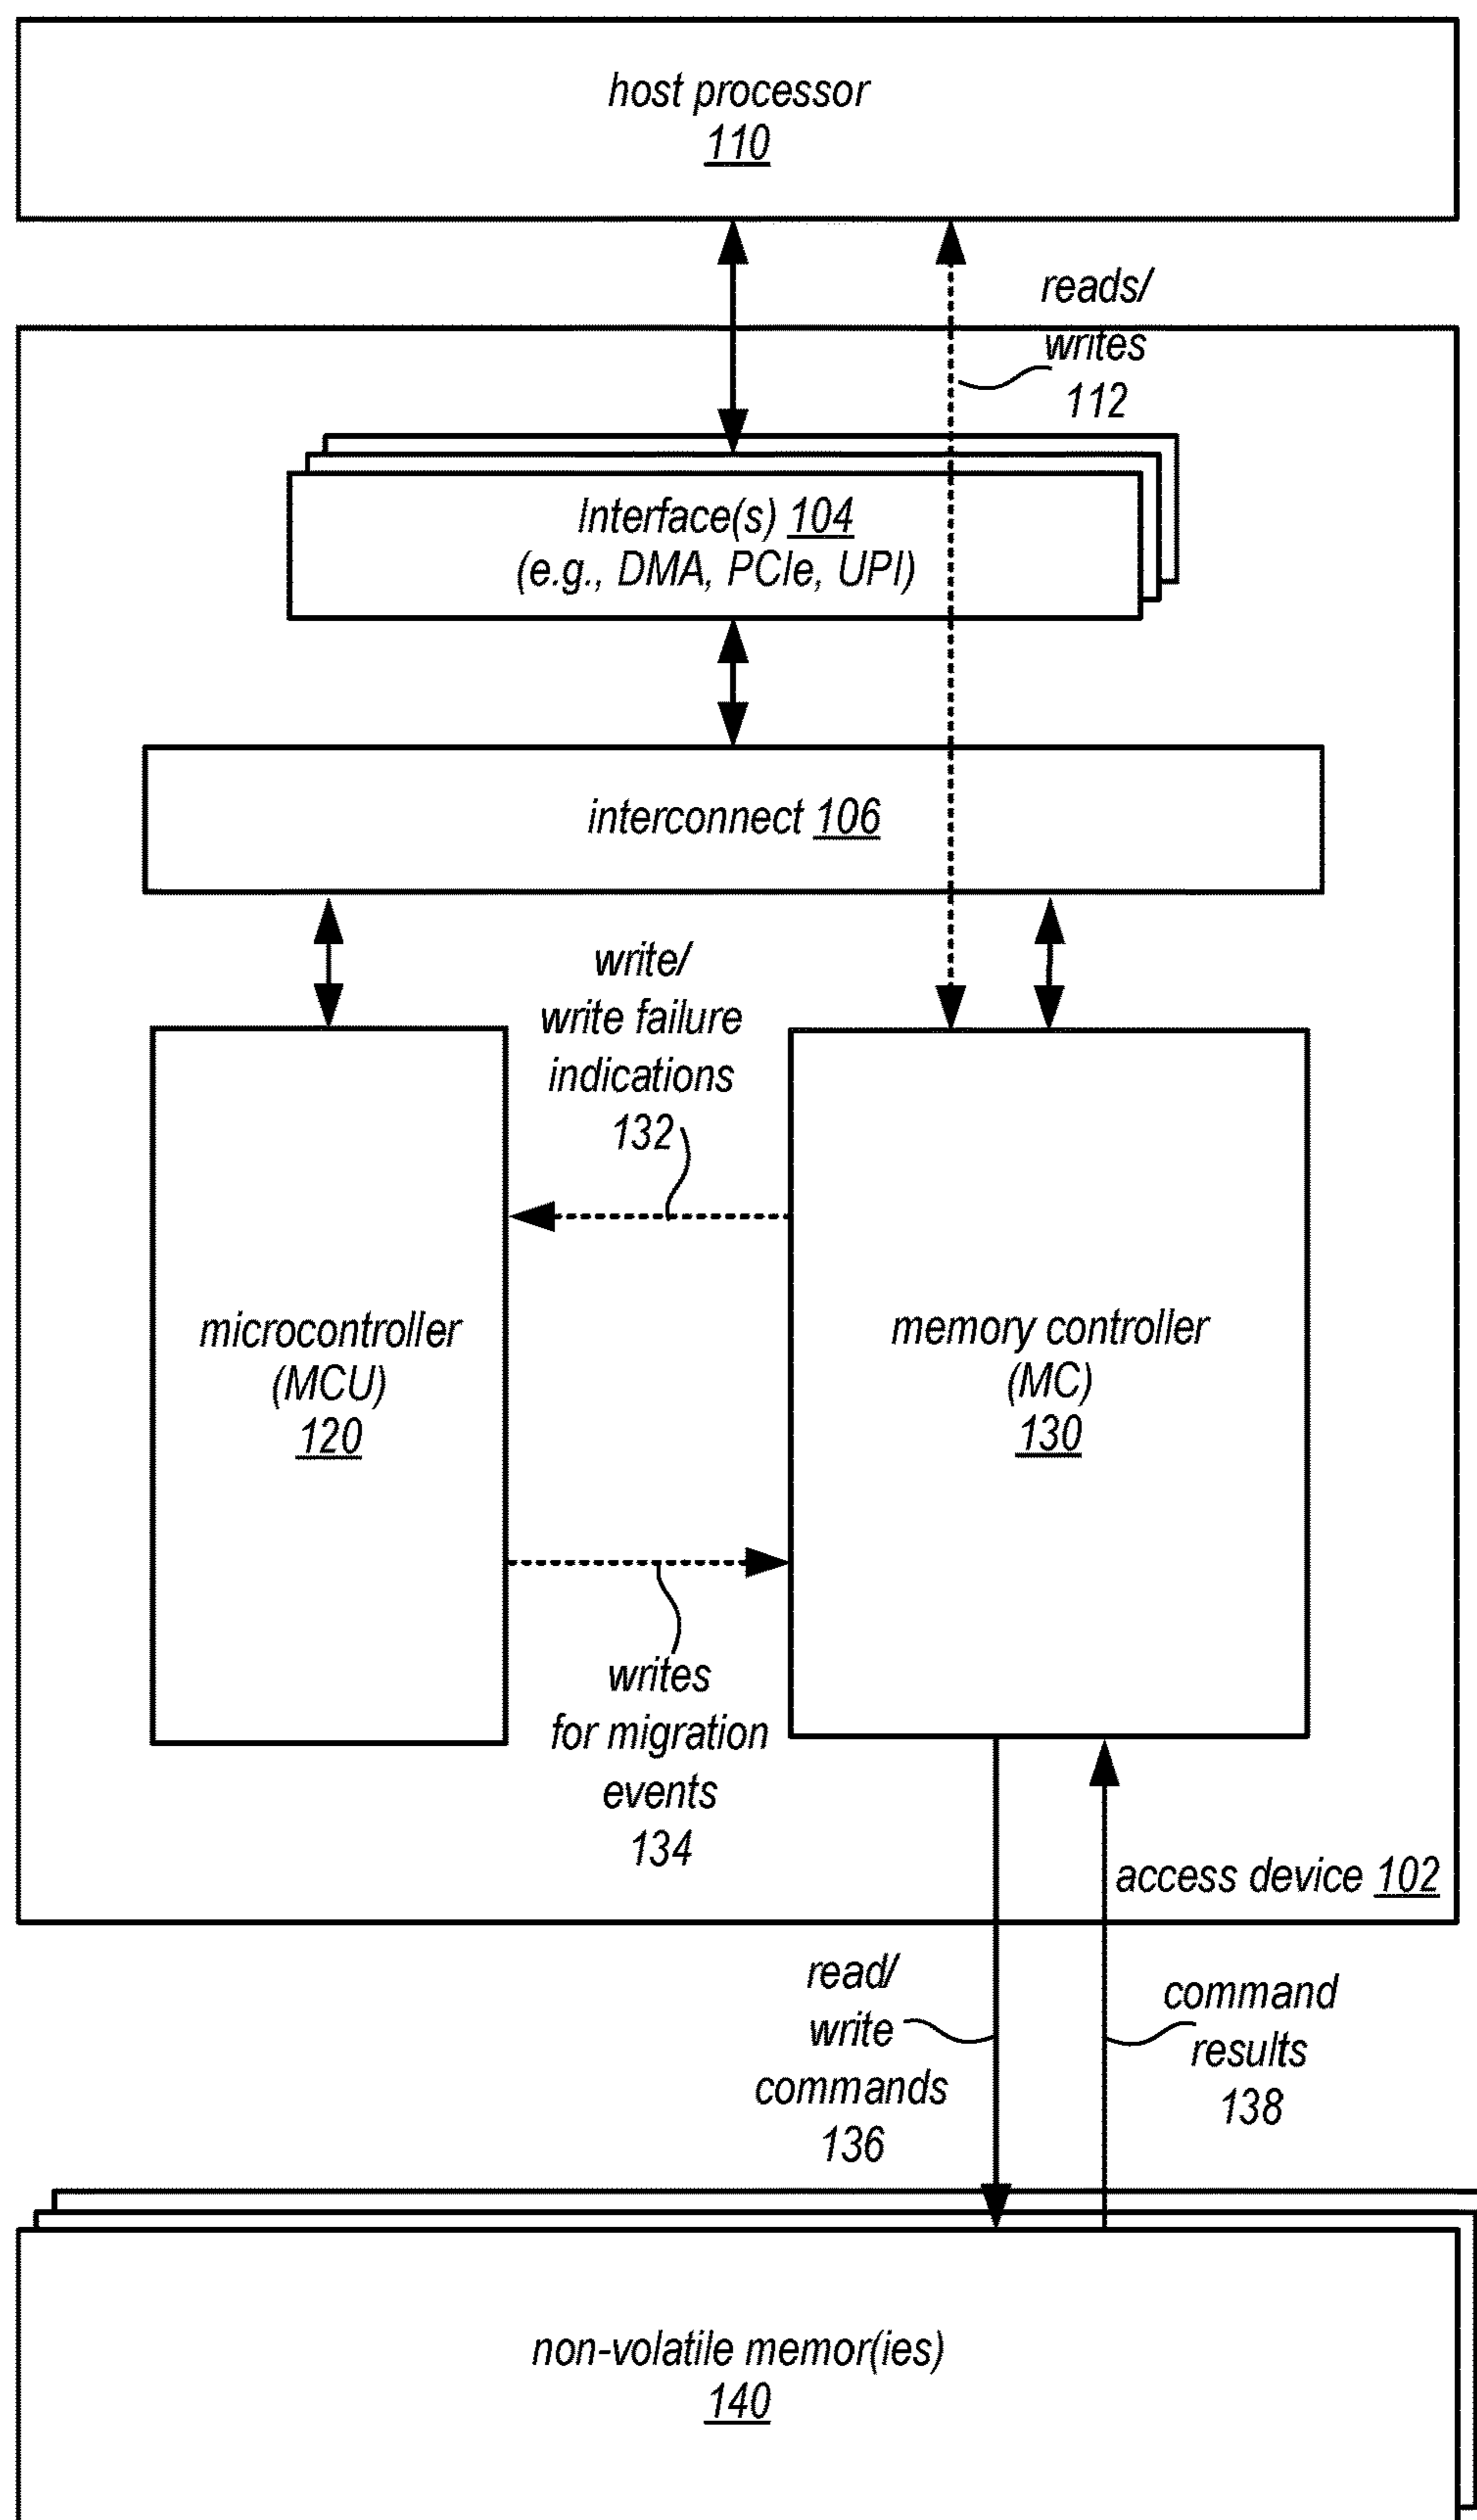 host processor
110
reads/
writes
112
Interface(s) 104
(e.g., DMA, PCIe, UPI)
interconnect 106
write/
write failure
indications
132
microcontroller
(MCU)
120
memory controller
(MC)
130
writes
for migration
events
134
access device 102
read/
write
commands
136
command
results
138
non-volatile memor(ies)
140